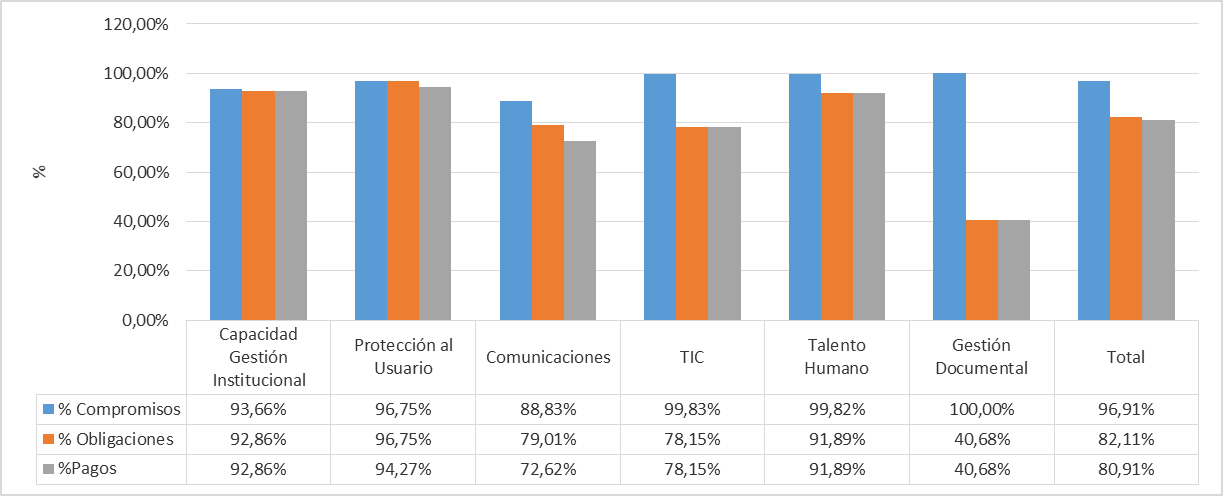 120,00%
100,00%
80,00%
60,00%
40,00%
20,00%
0,00%
%
Capacidad Gestión Institucional
Protección al Usuario
Comunicaciones
TIC
Talento Humano
Gestión Documental
Total
% Compromisos 93,66% 96,75% 88,83% 99,83% 99,82% 100,00% 96,91%
% Obligaciones 92,86% 96,75% 79,01% 78,15% 91,89% 40,68% 82,11%
%Pagos 92,86% 94,27% 72,62% 78,15% 91,89% 40,68% 80,91%